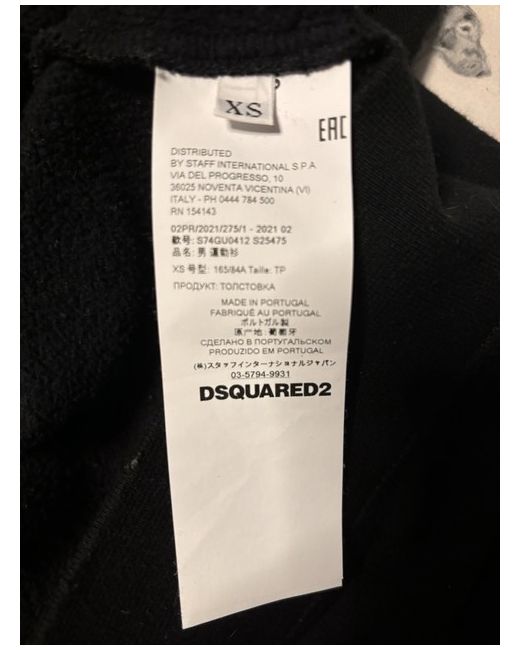 XS
EAC
DISTRIBUTED
BY STAFF INTERNATIONAL S.P.A.
VIA DEL PROGRESSO, 10
36025 NOVENTA VICENTINA (VI)
ITALY - PH 0444 784 500
RN 154143
02PR/2021/275/1 - 2021 02
款号: S74GU0412 S25475
品名: 男 運動衫
XS 号型: 165/84A Taille: TP
ПРОДУКТ: ТОЛСТОВКА
MADE IN PORTUGAL
FABRIQUÉ AU PORTUGAL
ポルトガル製
原产地: 葡萄牙
СДЕЛАНО В ПОРТУГАЛЬСКОМ
PRODUZIDO EM PORTUGAL
(株)スタッフインターナショナルジャパン
03-5794-9931
DSQUARED2